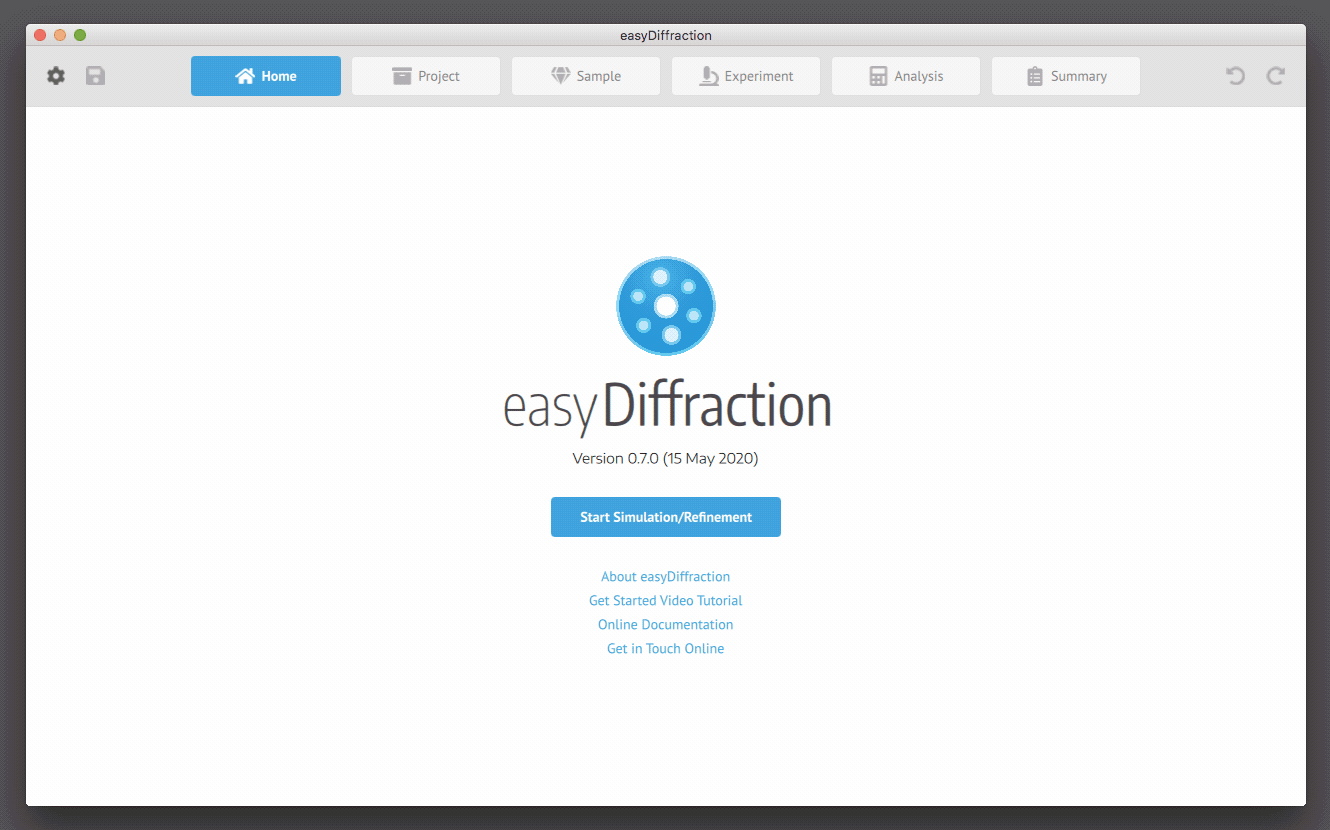 easyDiffraction
Home Project Sample Experiment Analysis Summary
easyDiffraction
Version 0.7.0 (15 May 2020)
Start Simulation/Refinement
About easyDiffraction
Get Started Video Tutorial
Online Documentation
Get in Touch Online